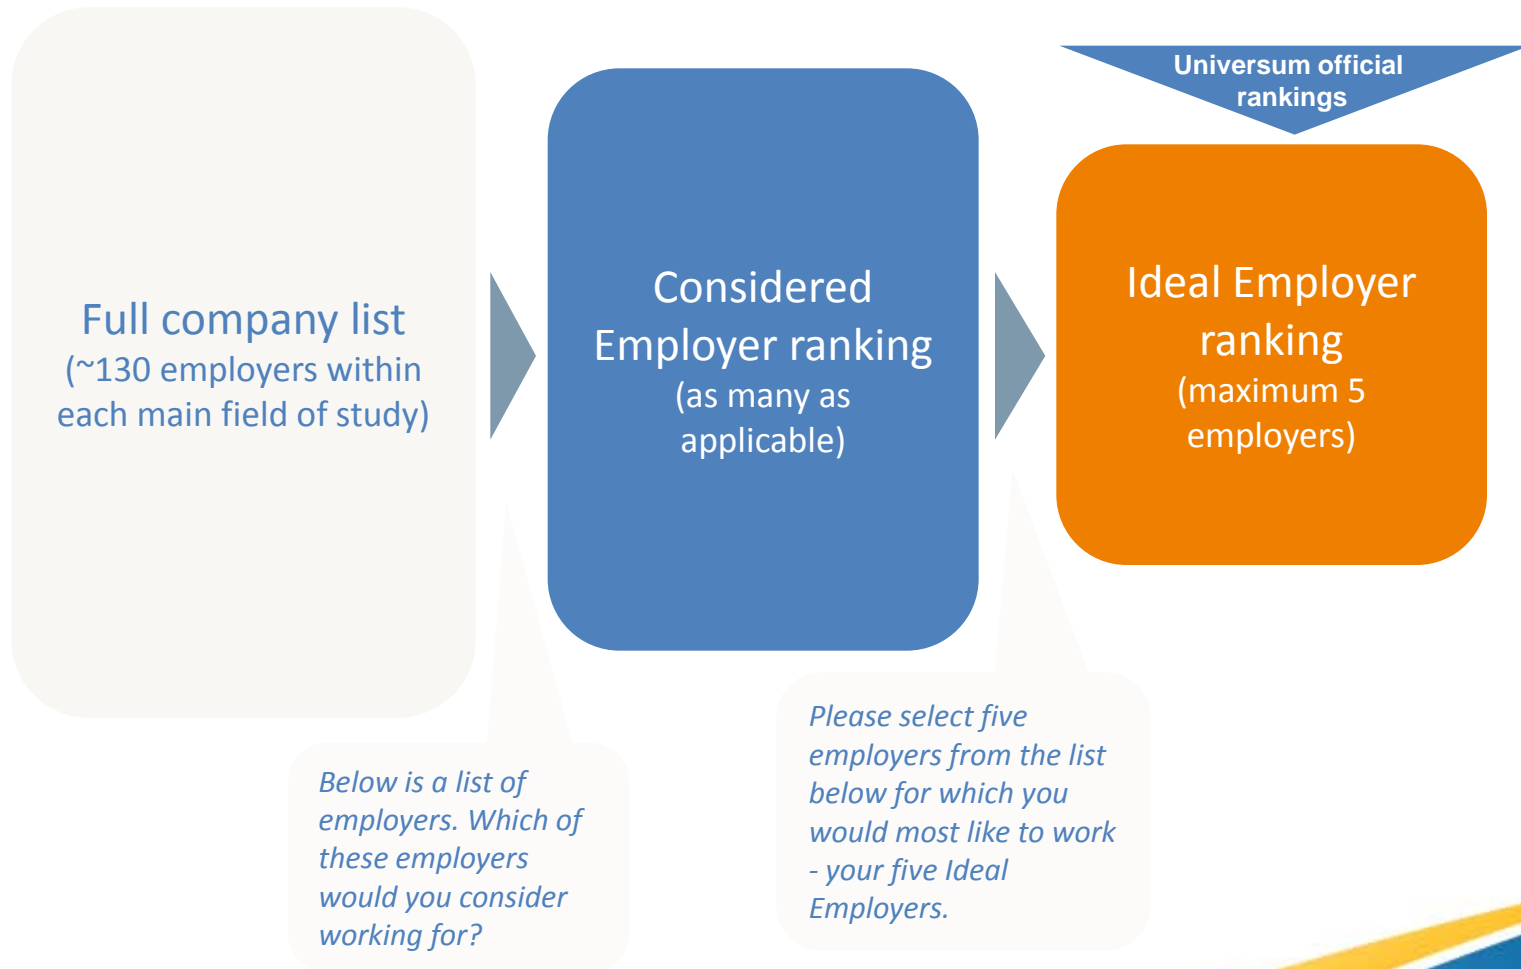 Full company list
(~130 employers within
each main field of study)
Considered
Employer ranking
(as many as
applicable)
Universum official
rankings
Ideal Employer
ranking
(maximum 5
employers)
Below is a list of
employers. Which of
these employers
would you consider
working for?
Please select five
employers from the list
below for which you
would most like to work
- your five Ideal
Employers.